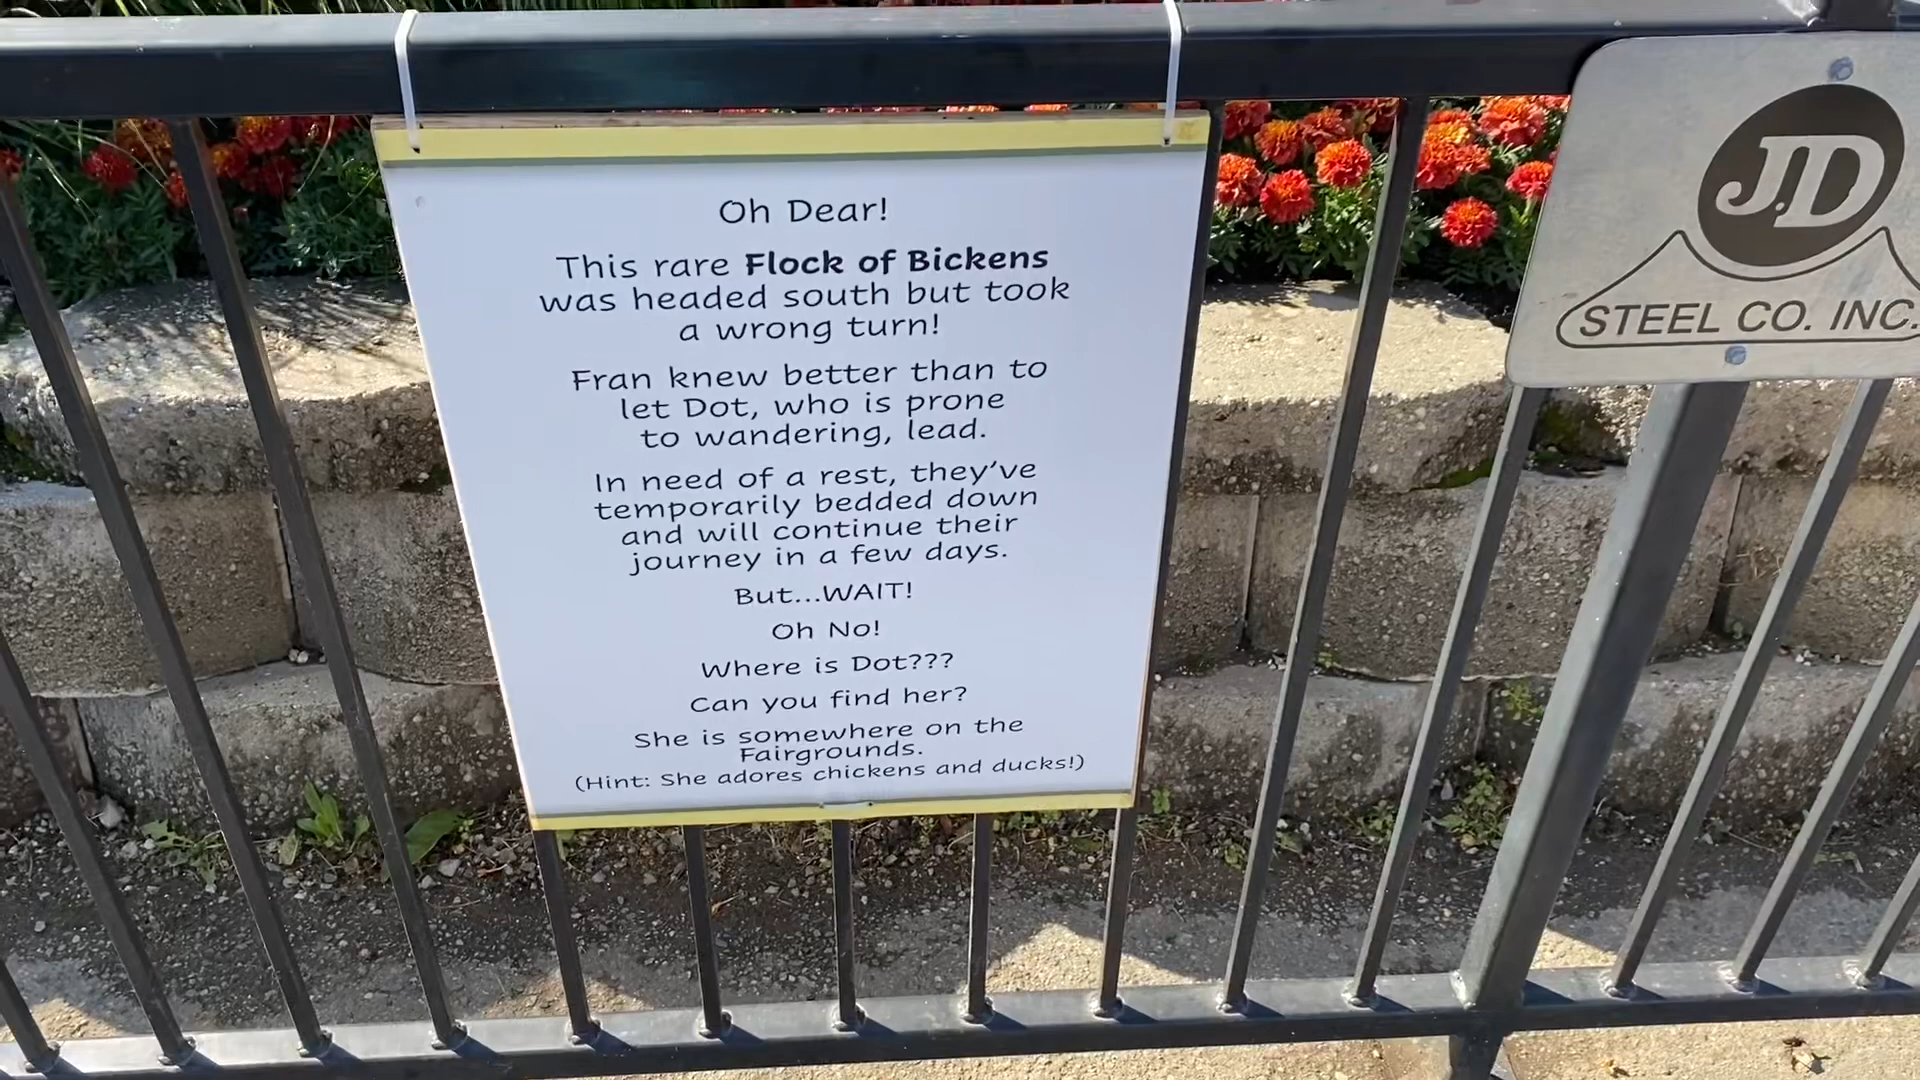 Oh Dear!
This rare Flock of Bickens
was headed south but took
a wrong turn!
Fran knew better than to
let Dot, who is prone
to wandering, lead.
In need of a rest, they've
temporarily bedded down
and will continue their
journey in a few days.
But...WAIT!
Oh No!
Where is Dot???
Can you find her?
She is somewhere on the
Fairgrounds.
(Hint: She adores chickens and ducks!)
J.D
STEEL CO. INC.